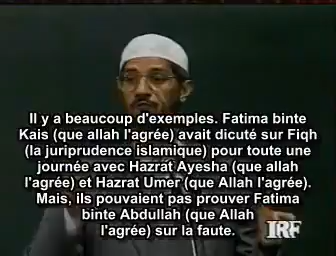 Il y a beaucoup d'exemples. Fatima binte
Kais (que allah l'agrée) avait dicuté sur Fiqh
(la juriprudence islamique) pour toute une
journée avec Hazrat Ayesha (que allah
l'agrée) et Hazrat Umer (que Allah l'agrée).
Mais, ils pouvaient pas prouver Fatima
binte Abdullah (que Allah
l'agrée) sur la faute.
IRF